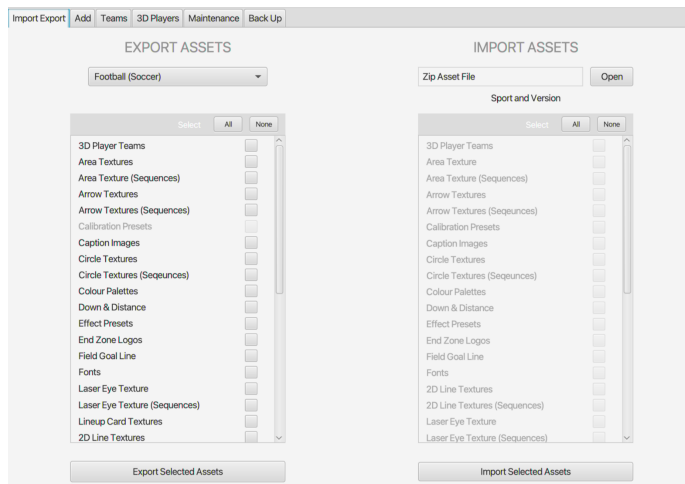 Import Export Add Teams 3D Players Maintenance Back Up
EXPORT ASSETS
Football (Soccer)
Select All None
3D Player Teams
Area Textures
Area Texture (Sequences)
Arrow Textures
Arrow Textures (Sequences)
Calibration Presets
Caption Images
Circle Textures
Circle Textures (Seqeunces)
Colour Palettes
Down & Distance
Effect Presets
End Zone Logos
Field Goal Line
Fonts
Laser Eye Texture
Laser Eye Texture (Sequences)
Lineup Card Textures
2D Line Textures
Export Selected Assets
IMPORT ASSETS
Zip Asset File Open
Sport and Version
Select All None
3D Player Teams
Area Texture
Area Texture (Sequences)
Arrow Textures
Arrow Textures (Seqeunces)
Calibration Presets
Caption Images
Circle Textures
Circle Textures (Seqeunces)
Colour Palettes
Down & Distance
Effect Presets
End Zone Logos
Field Goal Line
Fonts
2D Line Textures
2D Line Textures (Sequences)
Laser Eye Texture
Laser Eye Texture (Sequences)
Import Selected Assets